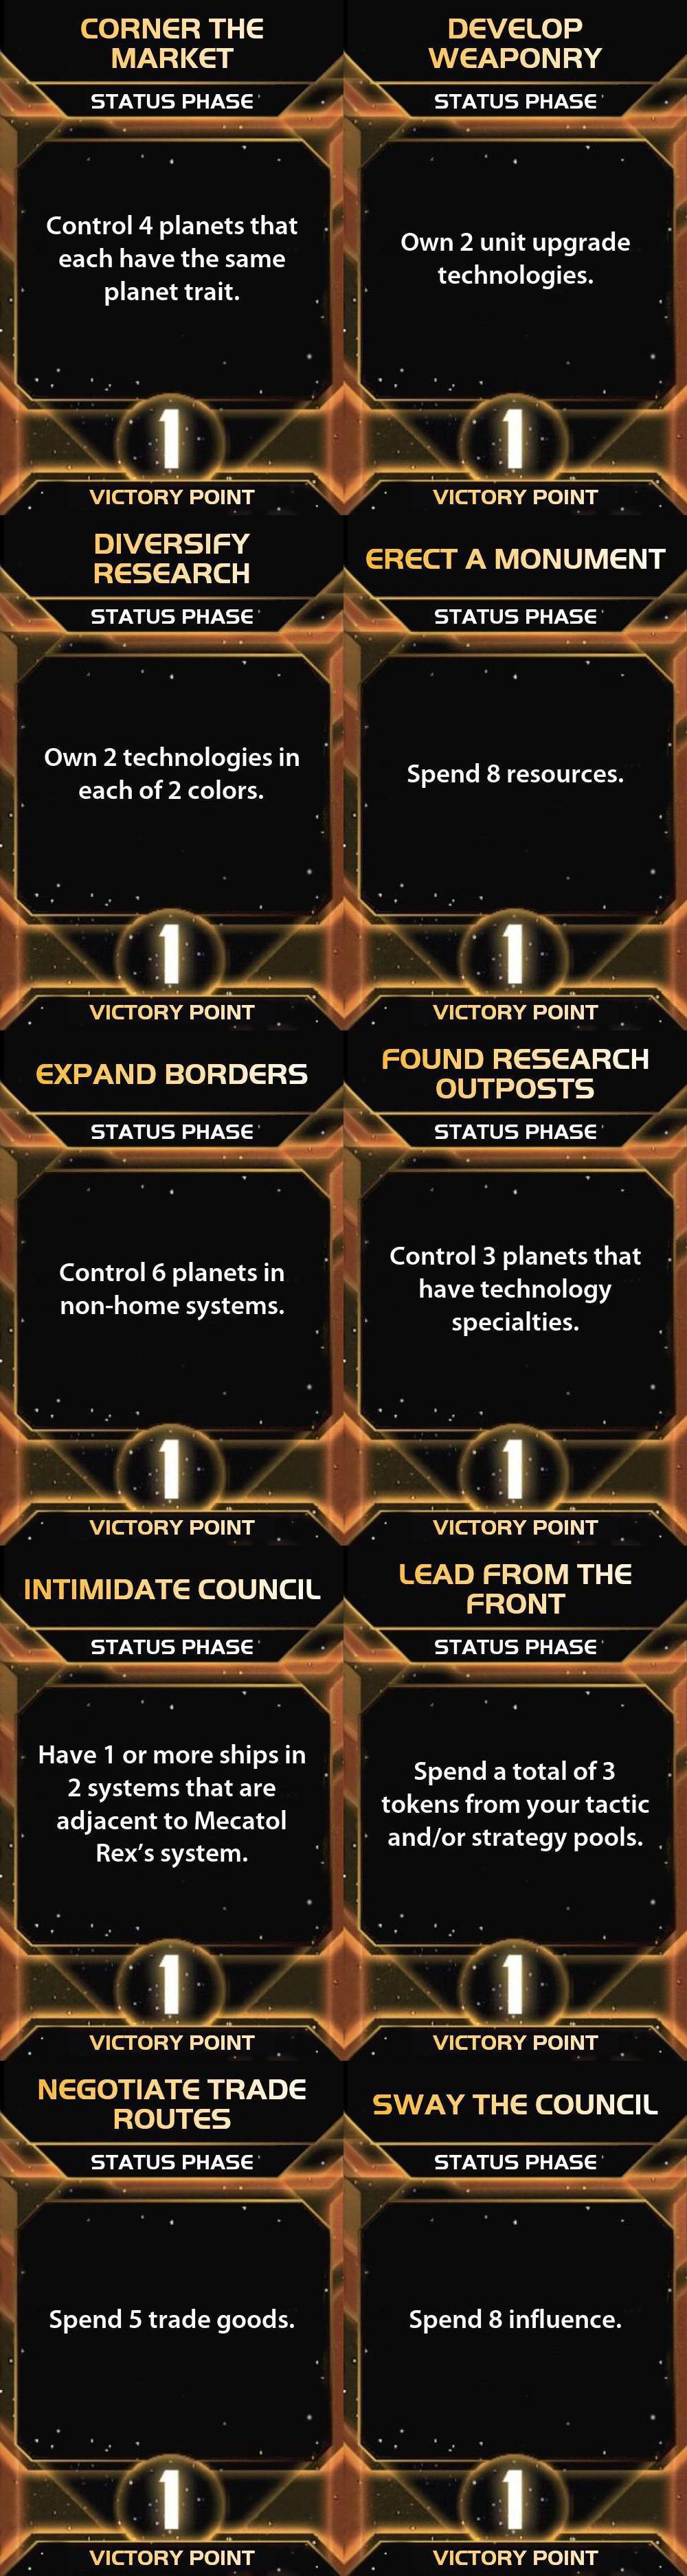 CORNER THE
MARKET
STATUS PHASE
Control 4 planets that
each have the same
planet trait.
1
VICTORY POINT
DEVELOP
WEAPONRY
STATUS PHASE
Own 2 unit upgrade
technologies.
1
VICTORY POINT
DIVERSIFY
RESEARCH
STATUS PHASE
Own 2 technologies in
each of 2 colors.
1
VICTORY POINT
ERECT A MONUMENT
STATUS PHASE
Spend 8 resources.
1
VICTORY POINT
EXPAND BORDERS
STATUS PHASE
Control 6 planets in
non-home systems.
1
VICTORY POINT
FOUND RESEARCH
OUTPOSTS
STATUS PHASE
Control 3 planets that
have technology
specialties.
1
VICTORY POINT
INTIMIDATE COUNCIL
STATUS PHASE
Have 1 or more ships in
2 systems that are
adjacent to Mecatol
Rex’s system.
1
VICTORY POINT
LEAD FROM THE
FRONT
STATUS PHASE
Spend a total of 3
tokens from your tactic
and/or strategy pools.
1
VICTORY POINT
NEGOTIATE TRADE
ROUTES
STATUS PHASE
Spend 5 trade goods.
1
VICTORY POINT
SWAY THE COUNCIL
STATUS PHASE
Spend 8 influence.
1
VICTORY POINT